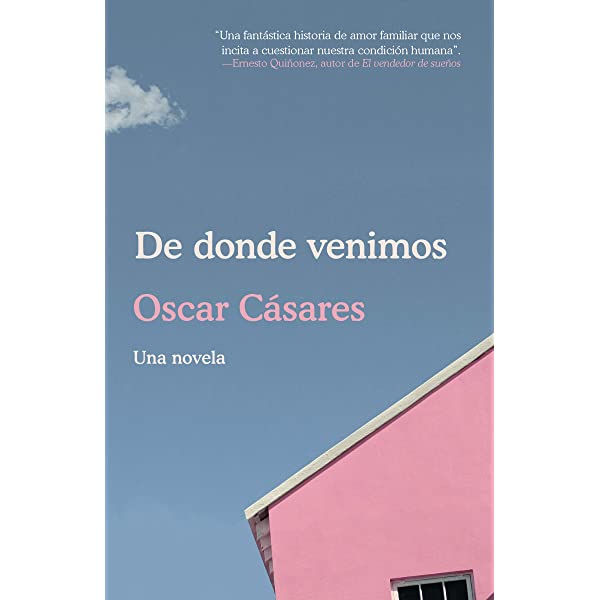 “Una fantástica historia de amor familiar que nos
incita a cuestionar nuestra condición humana”.
—Ernesto Quiñonez, autor de El vendedor de sueños
De donde venimos
Oscar Cásares
Una novela